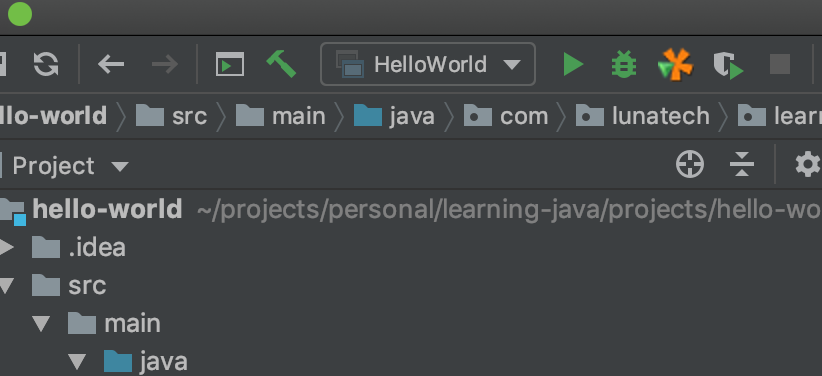 HelloWorld
llo-world src main java com lunatech lear
Project
hello-world ~/projects/personal/learning-java/projects/hello-wo
.idea
src
main
java